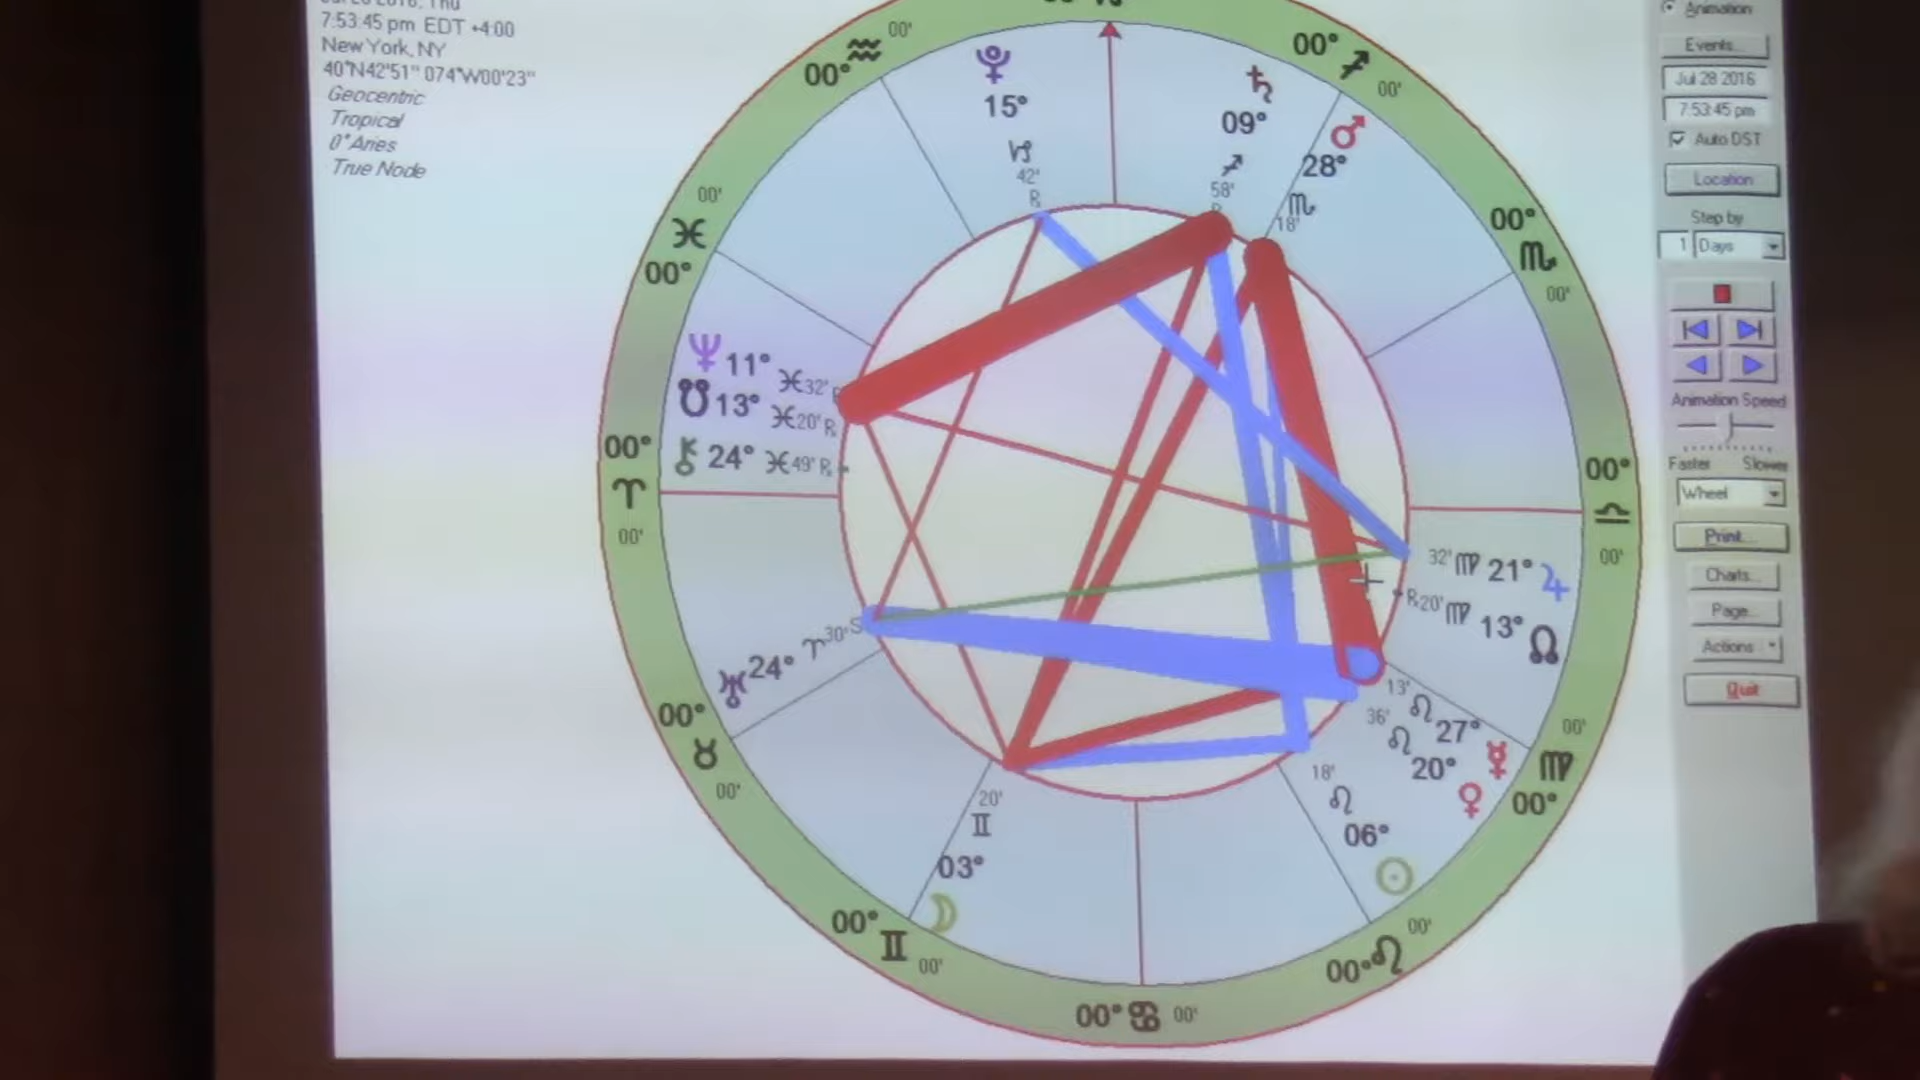 7:53:45 pm EDT +4:00
New York, NY
40°N42'51" 074°W00'23"
Geocentric
Tropical
0° Aries
True Node
00° ♒ 00'
♇ 15° ♑ 42' ℞
♄ 09° ♐ 58'
00° ♐ 00'
♂ 28° ♏ 18'
00' ♓ 00°
00° ♏ 00'
♆ 11° ♓ 32'
☋ 13° ♓ 20' ℞
⚷ 24° ♓ 49' ℞
00° ♈ 00'
00° ♎ 00'
32' ♍ 21° ♃
℞ 20' ♍ 13° ☊
♅ 24° ♈ 30' S
13' ♌ 27° ☿
36' ♌ 20° ♀
18' ♌ 06° ☉
00° ♉ 00'
00' ♍ 00°
20' ♊ 03° ☽
00° ♊ 00'
00° ♌ 00'
00° ♋ 00'
Animation
Events...
Jul 28 2016
7:53:45 pm
Auto DST
Location
Step by
1 Days
Animation Speed
Faster Slower
Wheel
Print...
Charts...
Page...
Actions
Quit